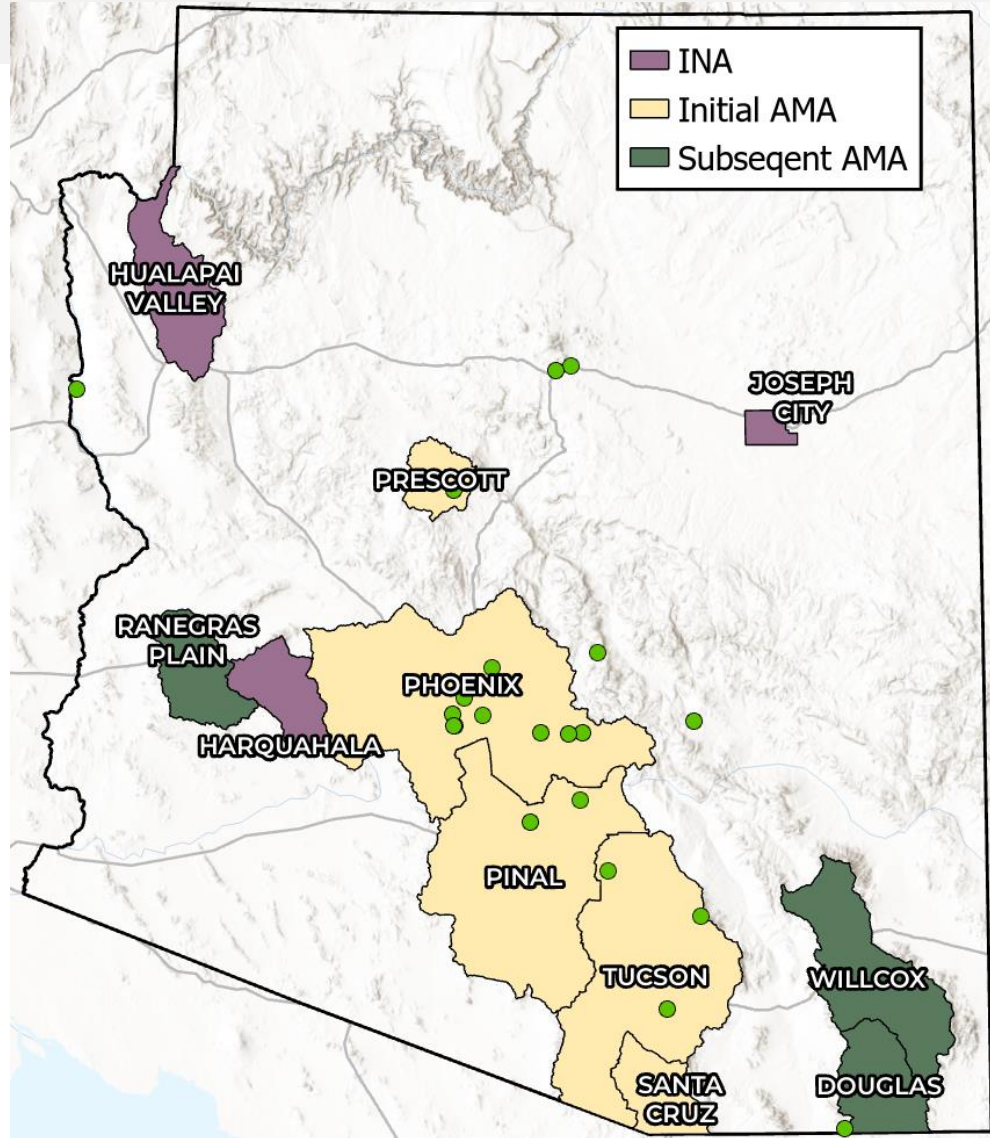 INA
Initial AMA
Subseqent AMA
HUALAPAI
VALLEY
JOSEPH
CITY
PRESCOTT
RANEGRAS
PLAIN
PHOENIX
HARQUAHALA
PINAL
TUCSON
WILLCOX
SANTA
CRUZ
DOUGLAS